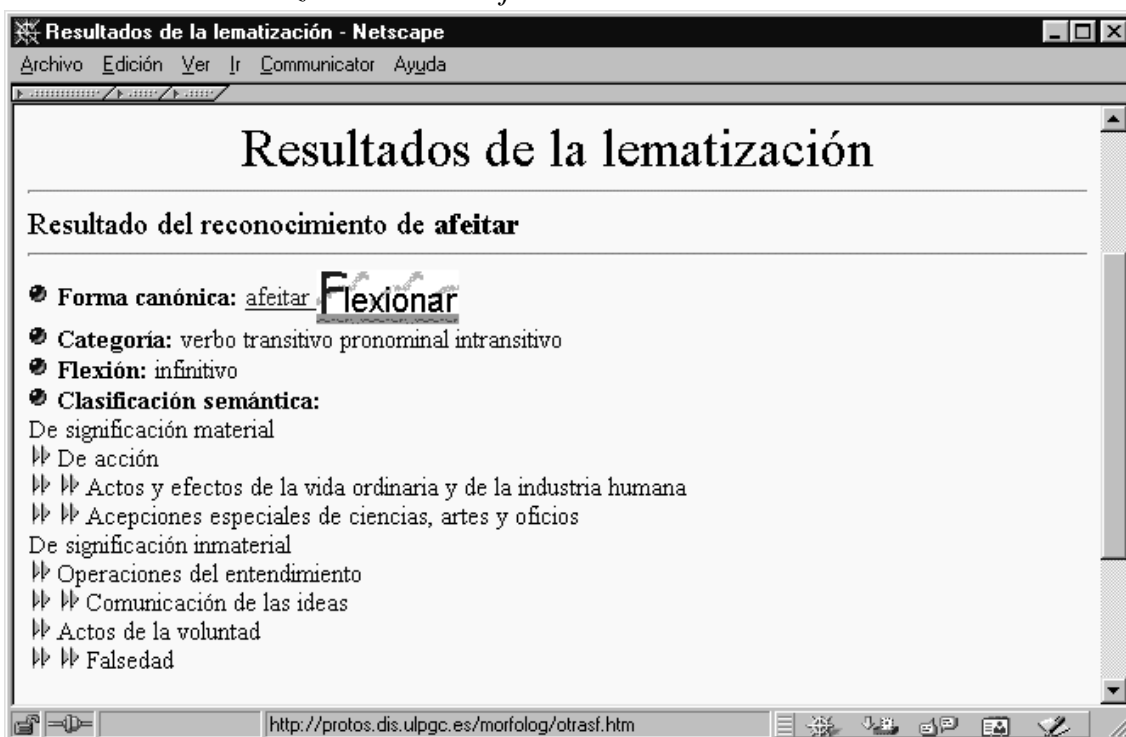 Resultados de la lematización - Netscape
Archivo Edición Ver Ir Communicator Ayuda
Resultados de la lematización
Resultado del reconocimiento de afeitar
Forma canónica: afeitar Flexionar
Categoría: verbo transitivo pronominal intransitivo
Flexión: infinitivo
Clasificación semántica:
De significación material
De acción
Actos y efectos de la vida ordinaria y de la industria humana
Acepciones especiales de ciencias, artes y oficios
De significación inmaterial
Operaciones del entendimiento
Comunicación de las ideas
Actos de la voluntad
Falsedad
http://protos.dis.ulpgc.es/morfolog/otrasf.htm